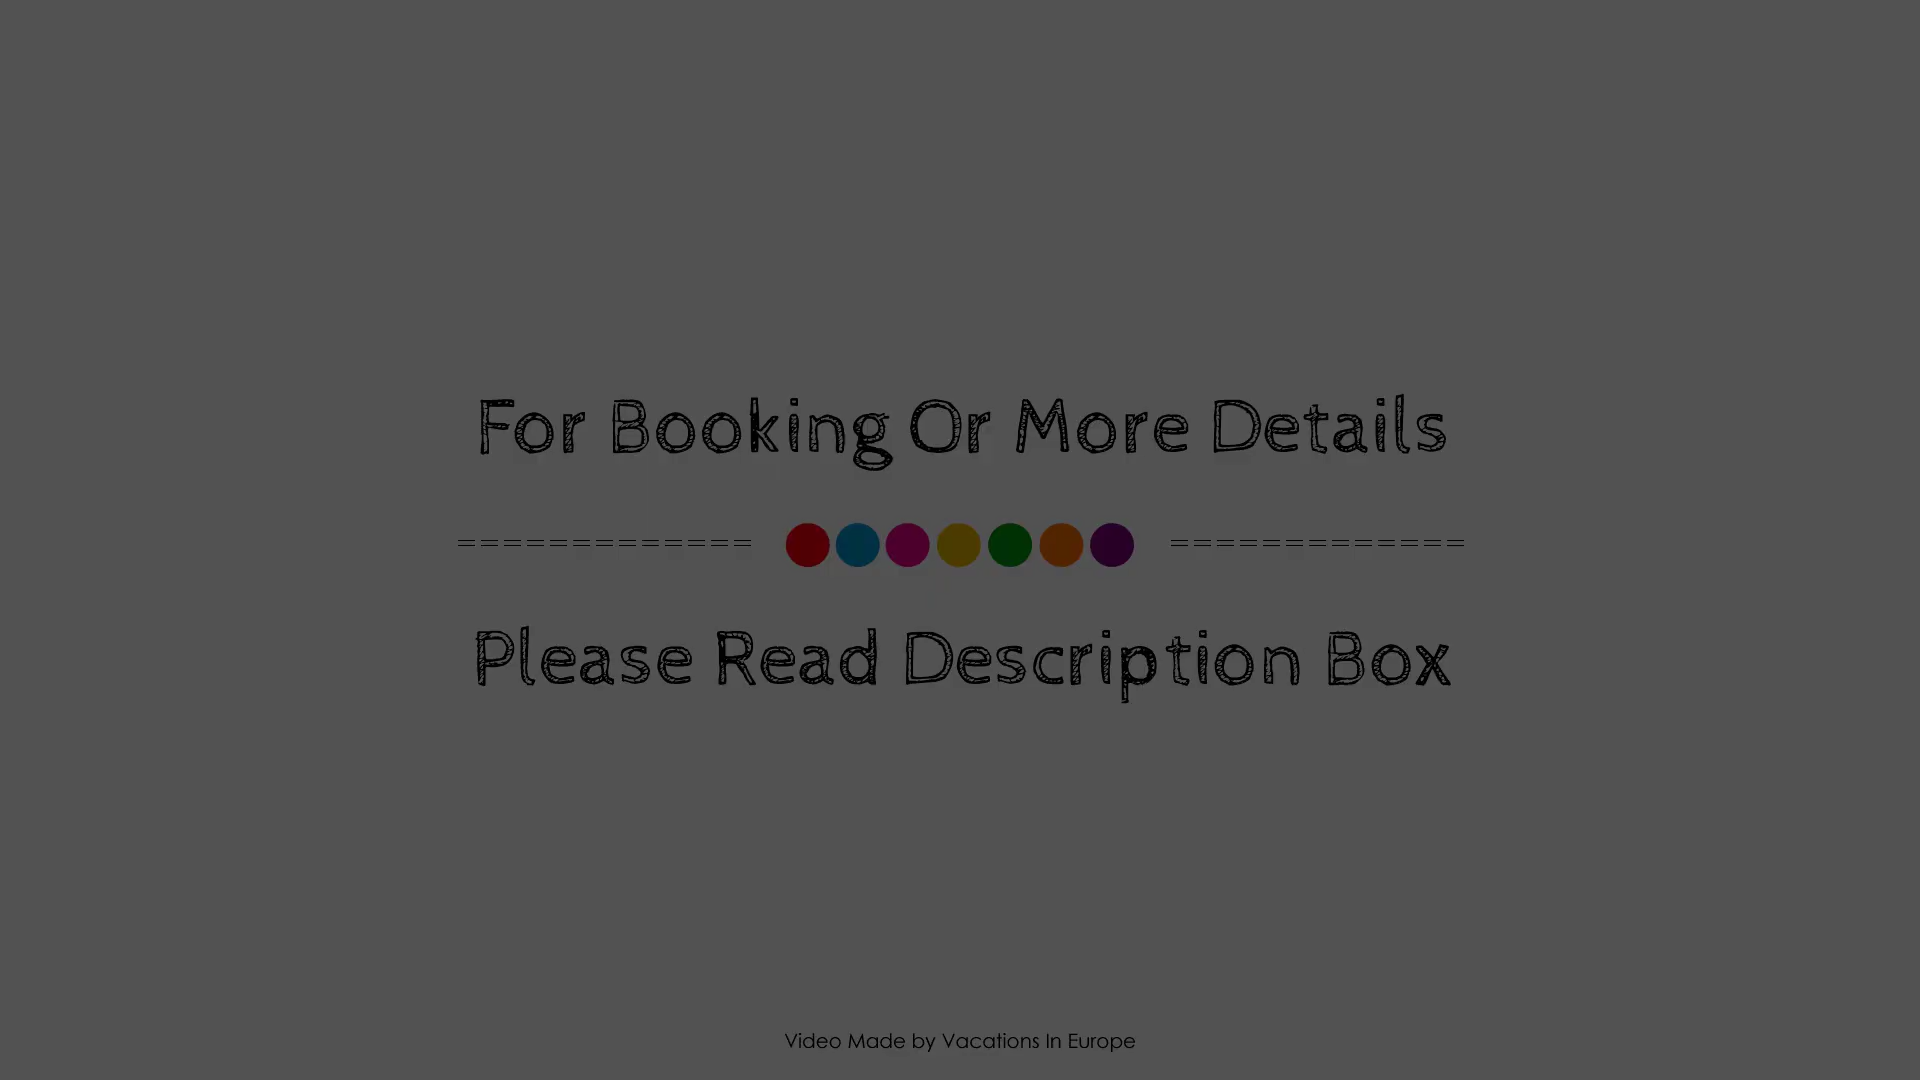 For Booking Or More Details
============= =============
Please Read Description Box
Video Made by Vacations In Europe